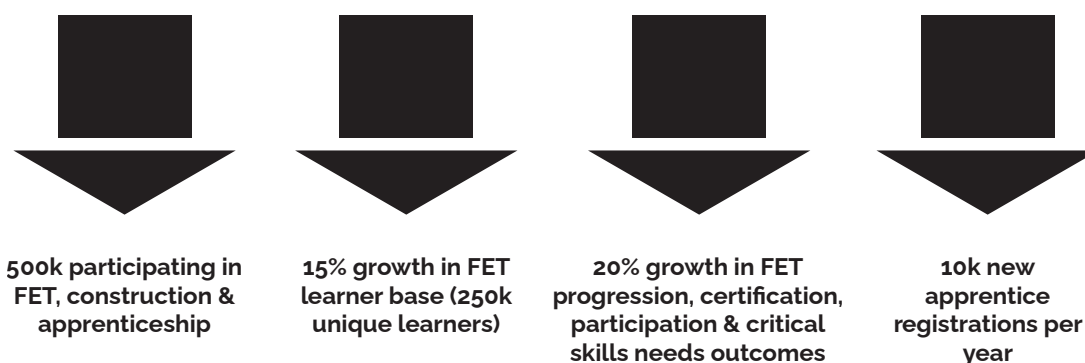 500k participating in
FET, construction &
apprenticeship
15% growth in FET
learner base (250k
unique learners)
20% growth in FET
progression, certification,
participation & critical
skills needs outcomes
10k new
apprentice
registrations per
year